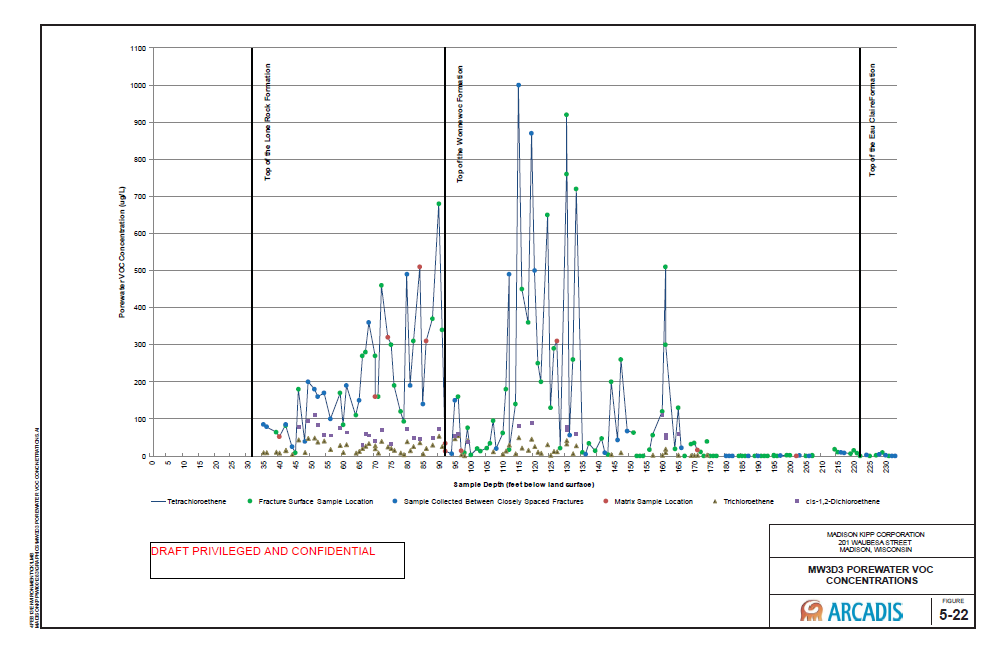 1100
1000
900
800
700
600
500
400
300
200
100
0
Porewater VOC Concentration (ug/L)
Top of the Lone Rock Formation
Top of the Wonnewoc Formation
Top of the Eau ClaireFormation
0 5 10 15 20 25 30 35 40 45 50 55 60 65 70 75 80 85 90 95 100 105 110 115 120 125 130 135 140 145 150 155 160 165 170 175 180 185 190 195 200 205 210 215 220 225 230
Sample Depth (feet below land surface)
Tetrachloroethene Fracture Surface Sample Location Sample Collected Between Closely Spaced Fractures Matrix Sample Location Trichloroethene cis-1,2-Dichloroethene
DRAFT PRIVILEGED AND CONFIDENTIAL
MADISON KIPP CORPORATION
201 WAUBESA STREET
MADISON, WISCONSIN
MW3D3 POREWATER VOC
CONCENTRATIONS
ARCADIS
FIGURE
5-22